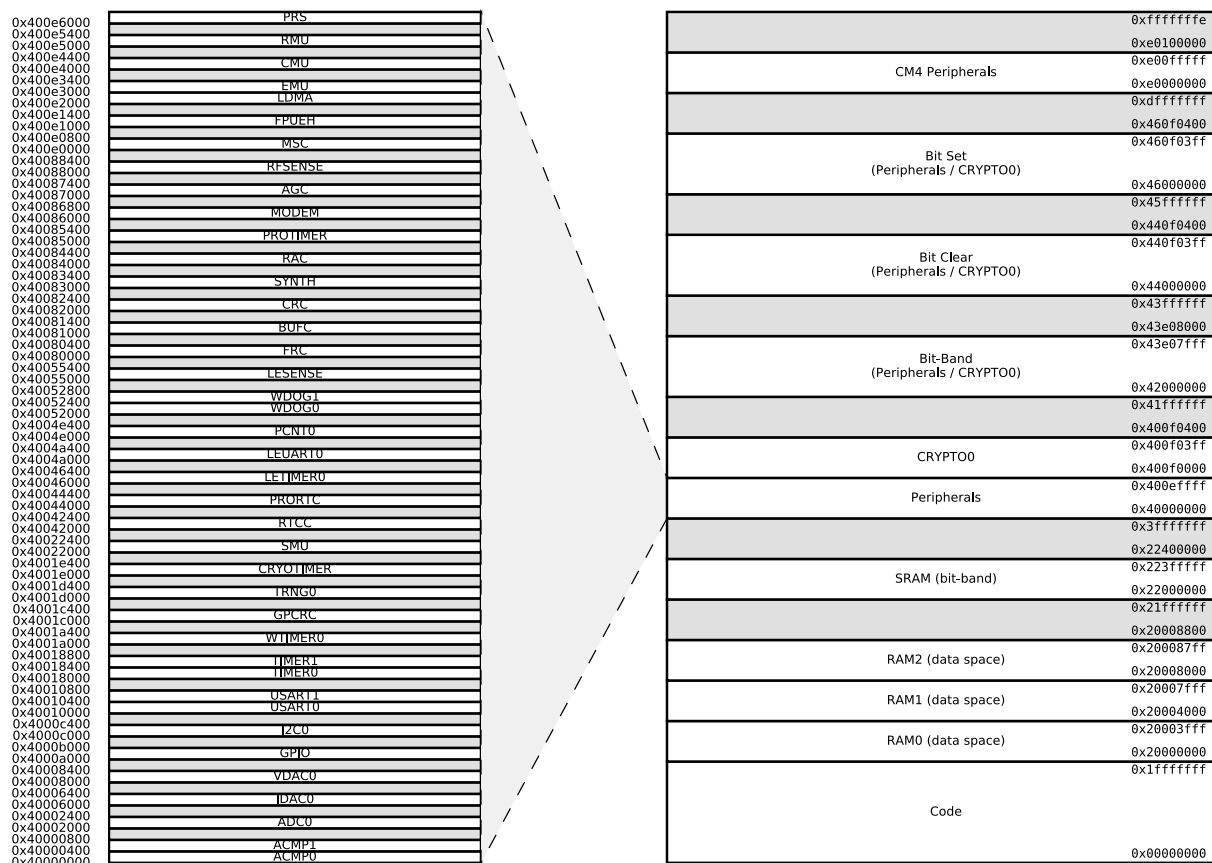 0x400e6000
0x400e5400
0x400e5000
0x400e4400
0x400e4000
0x400e3400
0x400e3000
0x400e2000
0x400e1400
0x400e1000
0x400e0800
0x400e0000
0x40088400
0x40088000
0x40087400
0x40087000
0x40086800
0x40086000
0x40085400
0x40085000
0x40084400
0x40084000
0x40083400
0x40083000
0x40082400
0x40082000
0x40081400
0x40081000
0x40080400
0x40080000
0x40055400
0x40055000
0x40052800
0x40052400
0x40052000
0x4004e400
0x4004e000
0x4004a400
0x4004a000
0x40046400
0x40046000
0x40044400
0x40044000
0x40042400
0x40042000
0x40022400
0x40022000
0x4001e400
0x4001e000
0x4001d400
0x4001d000
0x4001c400
0x4001c000
0x4001a400
0x4001a000
0x40018800
0x40018400
0x40018000
0x40010800
0x40010400
0x40010000
0x4000c400
0x4000c000
0x4000b000
0x4000a000
0x40008400
0x40008000
0x40006400
0x40006000
0x40002400
0x40002000
0x40000800
0x40000400
0x40000000
PRS
RMU
CMU
EMU
LDMA
FPUEH
MSC
RFSENSE
AGC
MODEM
PROTIMER
RAC
SYNTH
CRC
BUFC
FRC
LESENSE
WDOG1
WDOG0
PCNT0
LEUART0
LETIMER0
PRORTC
RTCC
SMU
CRYOTIMER
TRNG0
GPCRC
WTIMER0
TIMER1
TIMER0
USART1
USART0
I2C0
GPIO
VDAC0
IDAC0
ADC0
ACMP1
ACMP0
0xfffffffe
0xe0100000
0xe00fffff
CM4 Peripherals
0xe0000000
0xdfffffff
0x460f0400
0x460f03ff
Bit Set
(Peripherals / CRYPTO0)
0x46000000
0x45ffffff
0x440f0400
0x440f03ff
Bit Clear
(Peripherals / CRYPTO0)
0x44000000
0x43ffffff
0x43e08000
0x43e07fff
Bit-Band
(Peripherals / CRYPTO0)
0x42000000
0x41ffffff
0x400f0400
0x400f03ff
CRYPTO0
0x400f0000
0x400effff
Peripherals
0x40000000
0x3fffffff
0x22400000
0x223fffff
SRAM (bit-band)
0x22000000
0x21ffffff
0x20008800
0x200087ff
RAM2 (data space)
0x20008000
0x20007fff
RAM1 (data space)
0x20004000
0x20003fff
RAM0 (data space)
0x20000000
0x1fffffff
Code
0x00000000